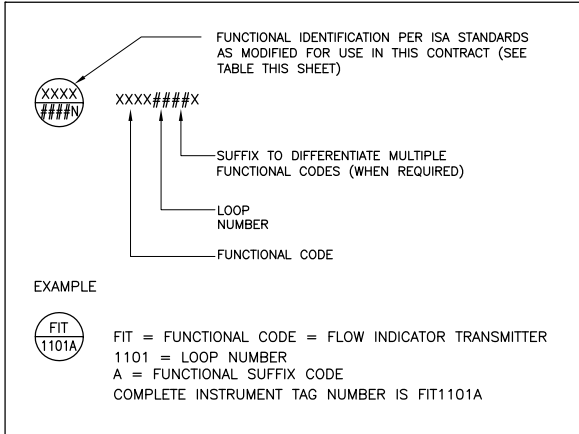 FUNCTIONAL IDENTIFICATION PER ISA STANDARDS
AS MODIFIED FOR USE IN THIS CONTRACT (SEE
TABLE THIS SHEET)
XXXX
####N
XXXX####X
SUFFIX TO DIFFERENTIATE MULTIPLE
FUNCTIONAL CODES (WHEN REQUIRED)
LOOP
NUMBER
FUNCTIONAL CODE
EXAMPLE
FIT
1101A
FIT = FUNCTIONAL CODE = FLOW INDICATOR TRANSMITTER
1101 = LOOP NUMBER
A = FUNCTIONAL SUFFIX CODE
COMPLETE INSTRUMENT TAG NUMBER IS FIT1101A